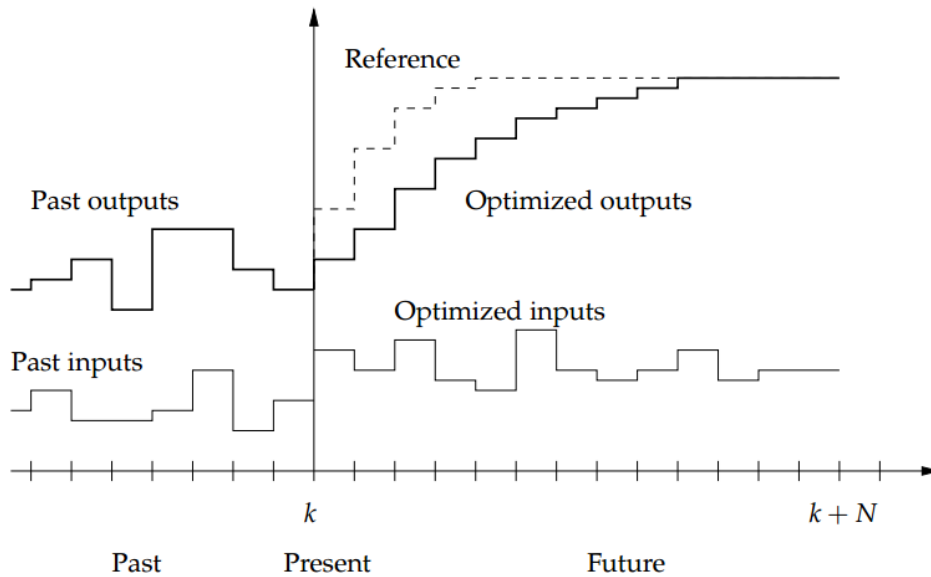 Reference
Past outputs
Optimized outputs
Optimized inputs
Past inputs
k
k + N
Past
Present
Future